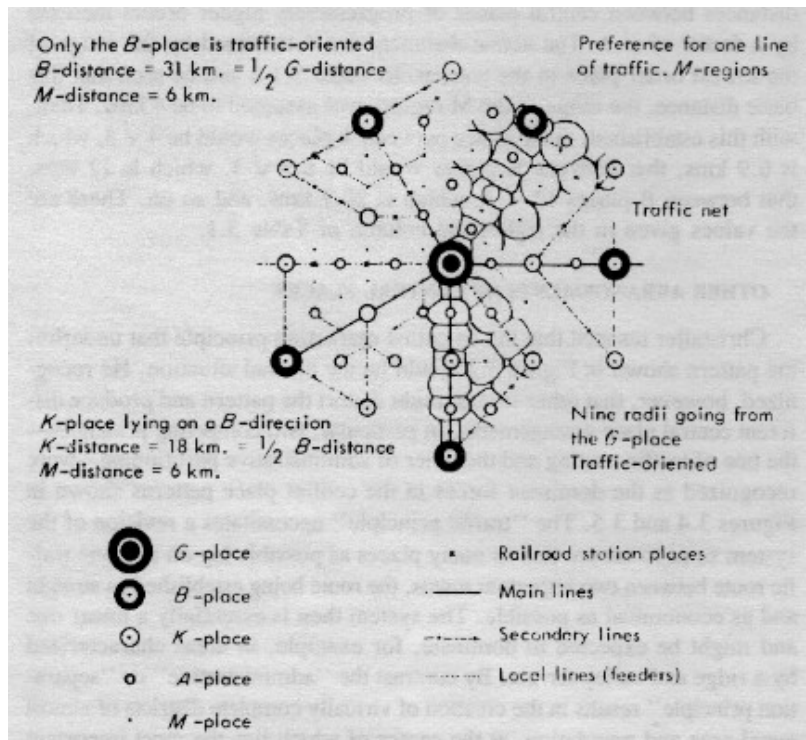 Only the B-place is traffic-oriented
B-distance = 31 km. = 1/2 G-distance
M-distance = 6 km.
Preference for one line
of traffic. M-regions
Traffic net
K-place lying on a B-direction
K-distance = 18 km. = 1/2 B-distance
M-distance = 6 km.
Nine radii going from
the G-place
Traffic-oriented
G-place
B-place
K-place
A-place
M-place
Railroad station places
Main lines
Secondary lines
Local lines (feeders)